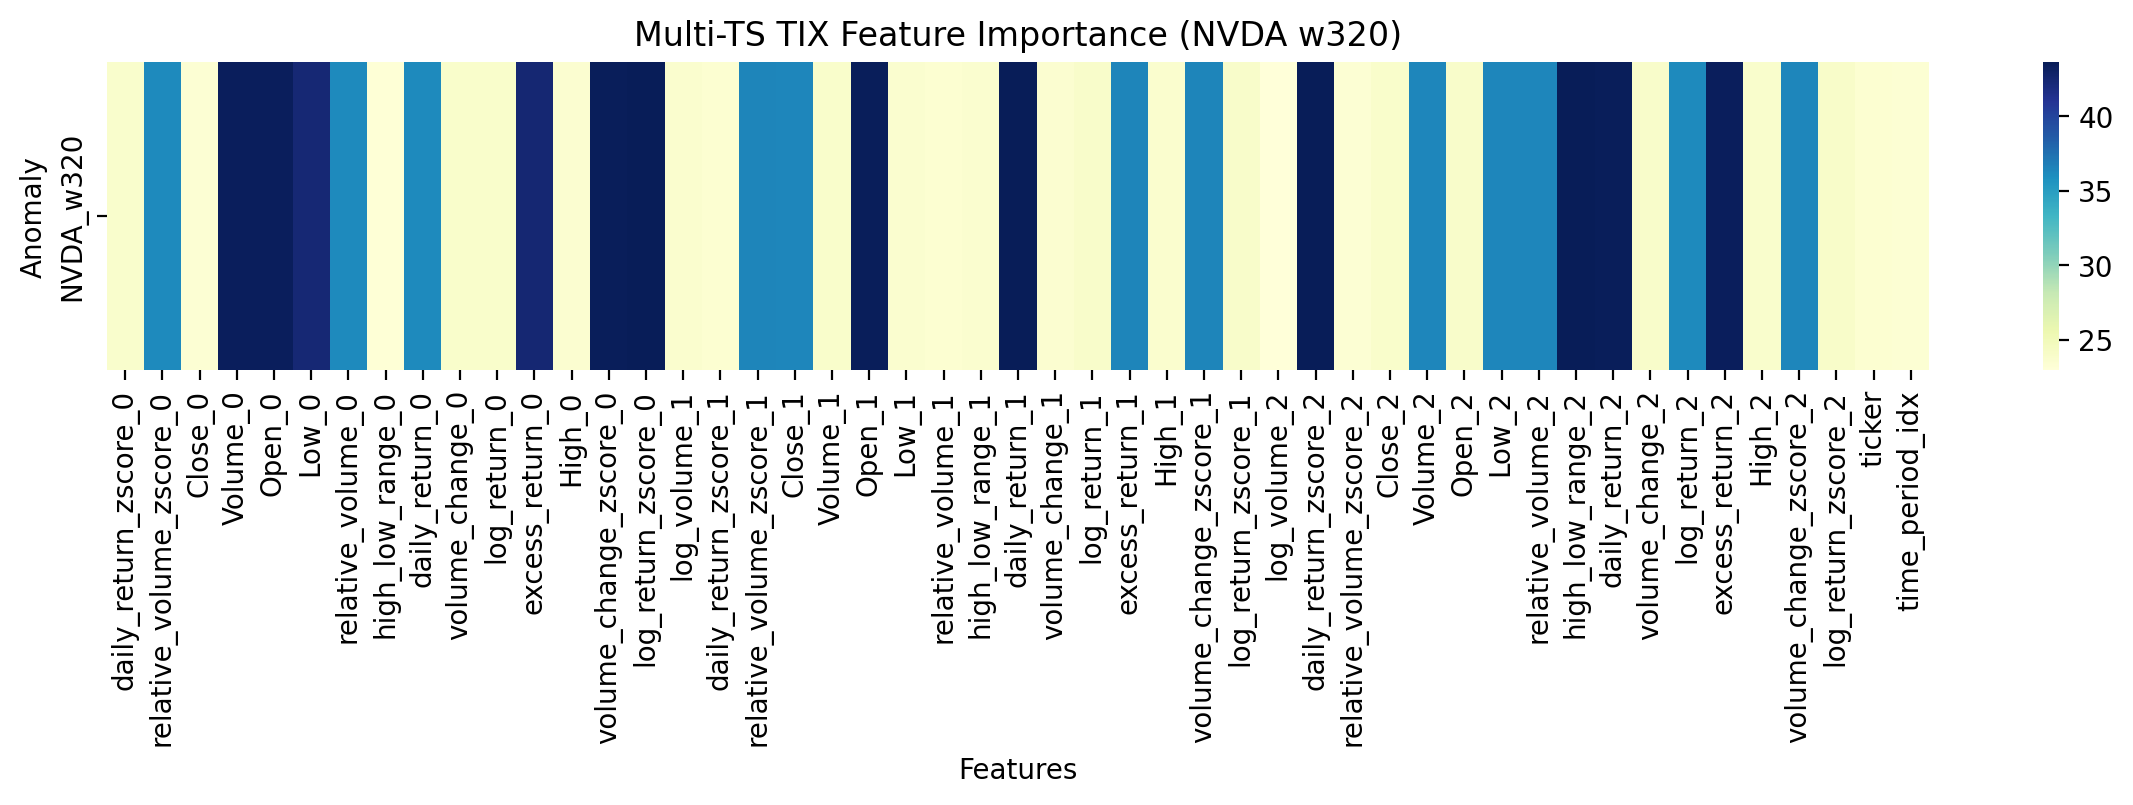 Multi-TS TIX Feature Importance (NVDA w320)
Anomaly
NVDA_w320
40
35
30
25
daily_return_zscore_0
relative_volume_zscore_0
Close_0
Volume_0
Open_0
Low_0
relative_volume_0
high_low_range_0
daily_return_0
volume_change_0
log_return_0
excess_return_0
High_0
volume_change_zscore_0
log_return_zscore_0
log_volume_1
daily_return_zscore_1
relative_volume_zscore_1
Close_1
Volume_1
Open_1
Low_1
relative_volume_1
high_low_range_1
daily_return_1
volume_change_1
log_return_1
excess_return_1
High_1
volume_change_zscore_1
log_return_zscore_1
log_volume_2
daily_return_zscore_2
relative_volume_zscore_2
Close_2
Volume_2
Open_2
Low_2
relative_volume_2
high_low_range_2
daily_return_2
volume_change_2
log_return_2
excess_return_2
High_2
volume_change_zscore_2
log_return_zscore_2
ticker
time_period_idx
Features